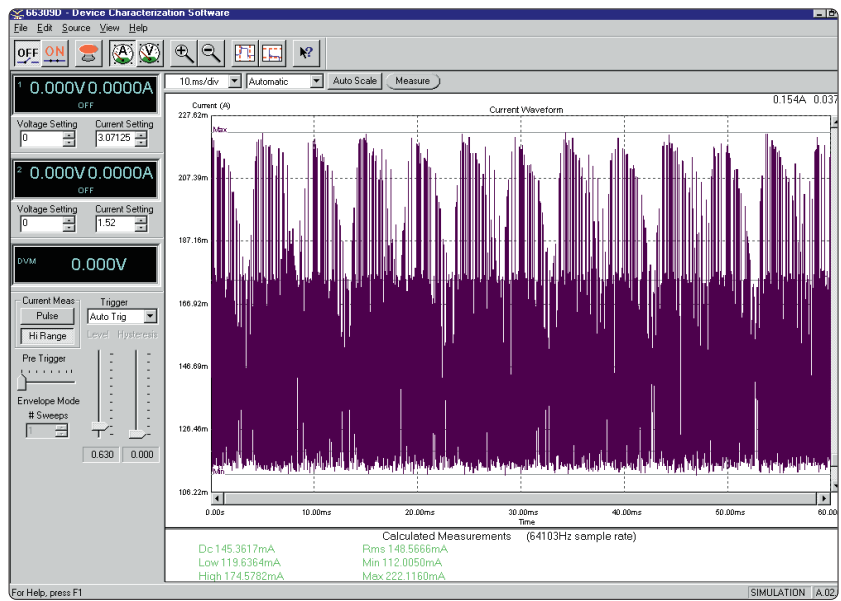 66309D - Device Characterization Software
File Edit Source View Help
OFF ON A V
10.ms/div Automatic Auto Scale Measure
1 0.000V 0.0000A
OFF
Voltage Setting Current Setting
0 3.07125
2 0.000V 0.0000A
OFF
Voltage Setting Current Setting
0 1.52
DVM 0.000V
Current Meas
Pulse
Hi Range
Trigger
Auto Trig
Level Hysteresis
Pre Trigger
Envelope Mode
# Sweeps
1
0.630 0.000
0.154A 0.037
Current (A)
Current Waveform
227.62m
Max
207.39m
187.16m
166.92m
146.69m
126.46m
Min
106.22m
0.00s 10.00ms 20.00ms 30.00ms 40.00ms 50.00ms 60.00
Time
Calculated Measurements (64103Hz sample rate)
Dc 145.3617mA Rms 148.5666mA
Low 119.6364mA Min 112.0050mA
High 174.5782mA Max 222.1160mA
For Help, press F1
SIMULATION A.02